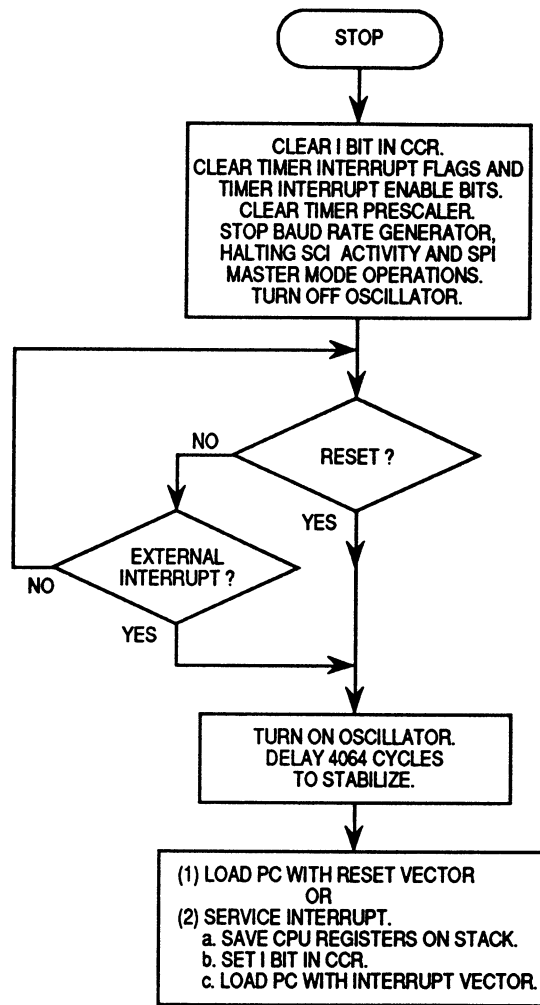 STOP
CLEAR I BIT IN CCR.
CLEAR TIMER INTERRUPT FLAGS AND
TIMER INTERRUPT ENABLE BITS.
CLEAR TIMER PRESCALER.
STOP BAUD RATE GENERATOR,
HALTING SCI ACTIVITY AND SPI
MASTER MODE OPERATIONS.
TURN OFF OSCILLATOR.
RESET ?
NO
YES
EXTERNAL
INTERRUPT ?
NO
YES
TURN ON OSCILLATOR.
DELAY 4064 CYCLES
TO STABILIZE.
(1) LOAD PC WITH RESET VECTOR
OR
(2) SERVICE INTERRUPT.
a. SAVE CPU REGISTERS ON STACK.
b. SET I BIT IN CCR.
c. LOAD PC WITH INTERRUPT VECTOR.